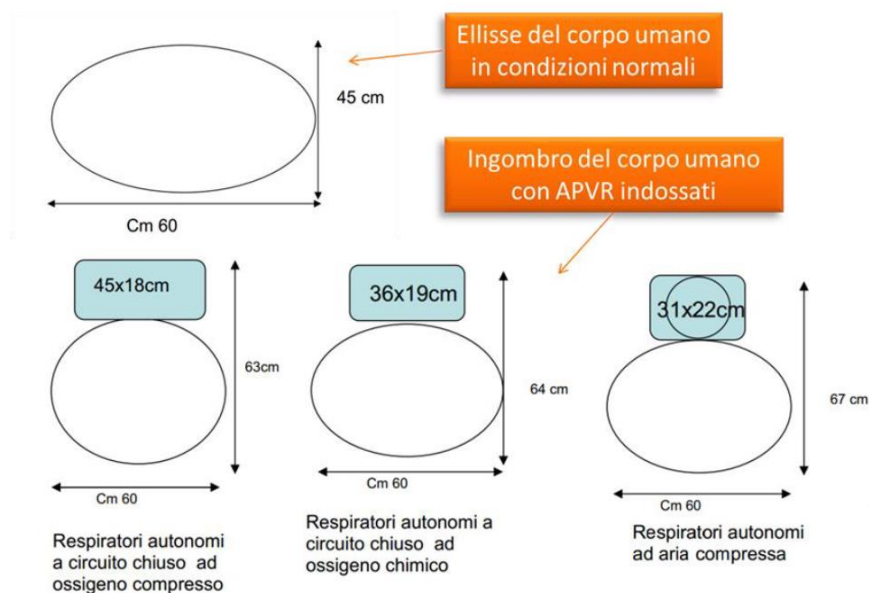 Ellisse del corpo umano
in condizioni normali
45 cm
Cm 60
Ingombro del corpo umano
con APVR indossati
45x18cm
63cm
Cm 60
Respiratori autonomi
a circuito chiuso ad
ossigeno compresso
36x19cm
64 cm
Cm 60
Respiratori autonomi a
circuito chiuso ad
ossigeno chimico
31x22cm
67 cm
Cm 60
Respiratori autonomi
ad aria compressa